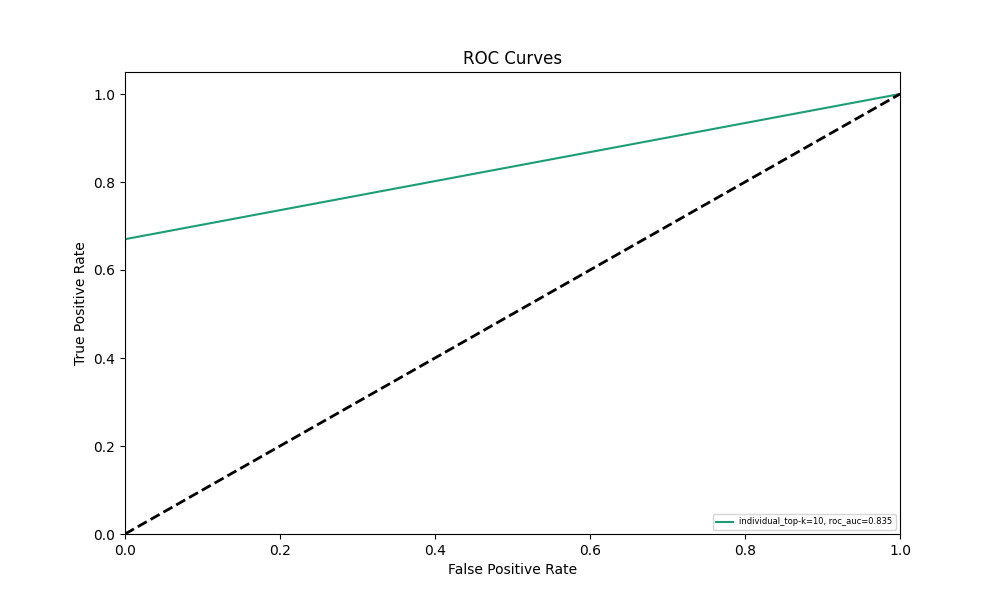 ROC Curves
True Positive Rate
1.0
0.8
0.6
0.4
0.2
0.0
individual_top-k=10, roc_auc=0.835
0.0 0.2 0.4 0.6 0.8 1.0
False Positive Rate